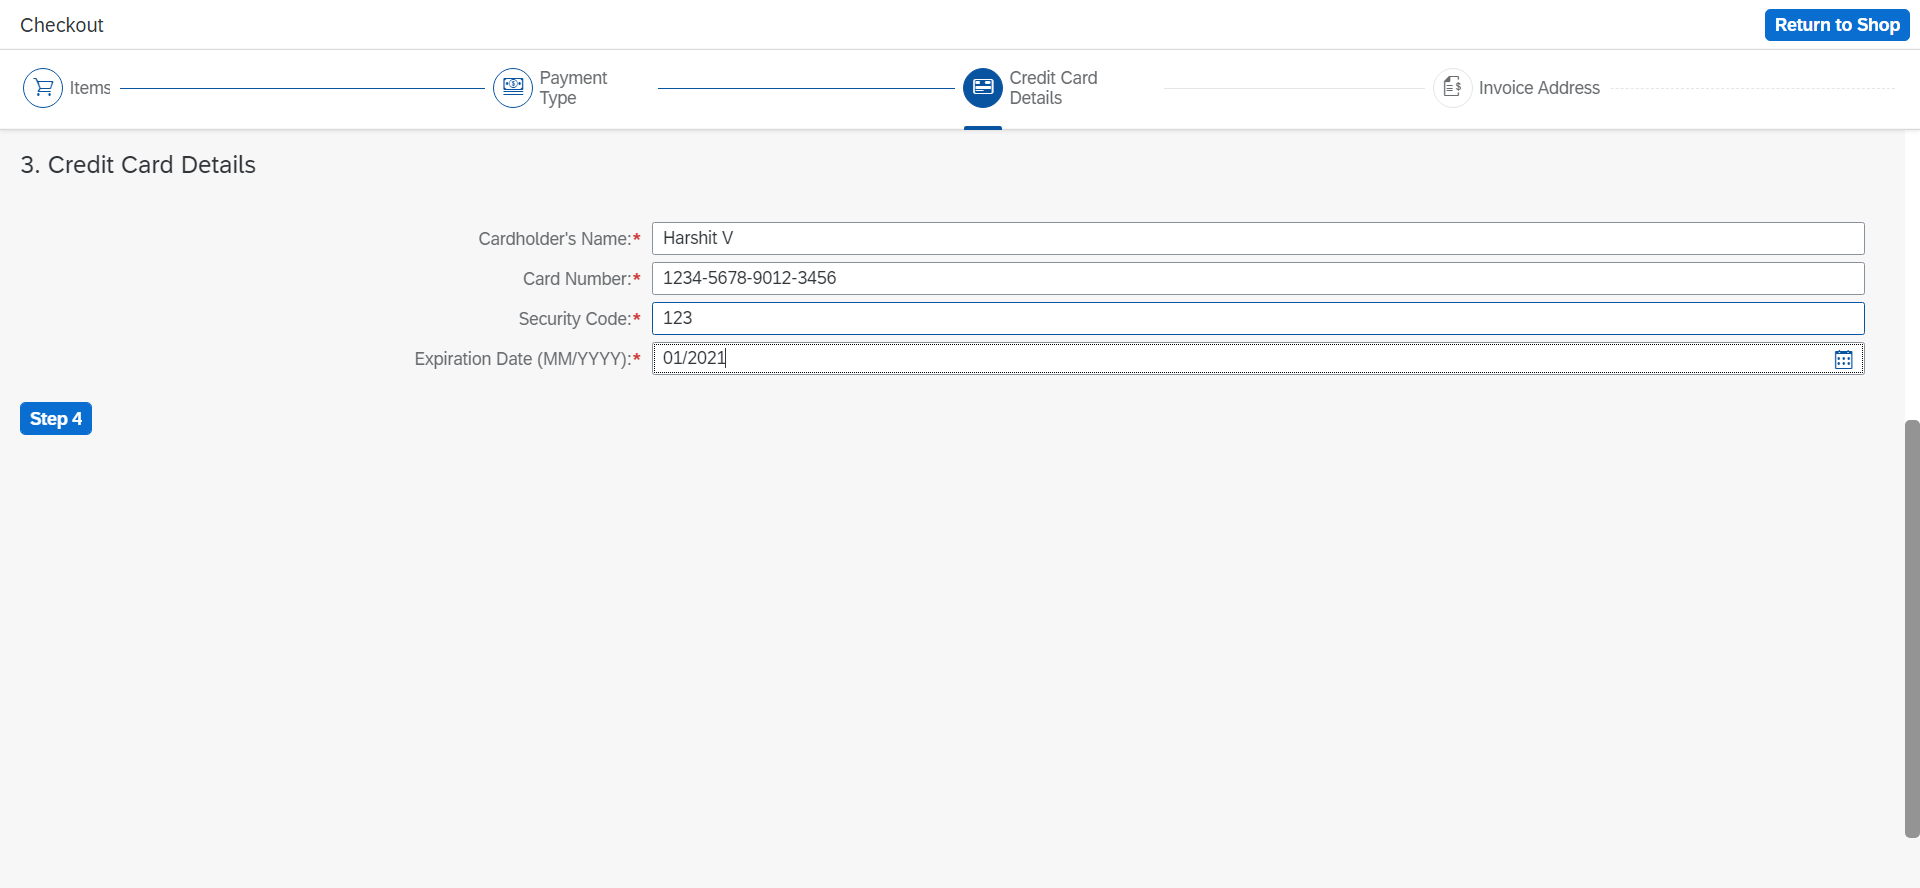 Checkout
Return to Shop
Items
Payment
Type
Credit Card
Details
Invoice Address
3. Credit Card Details
Cardholder's Name:*
Harshit V
Card Number:*
1234-5678-9012-3456
Security Code:*
123
Expiration Date (MM/YYYY):*
01/2021
Step 4